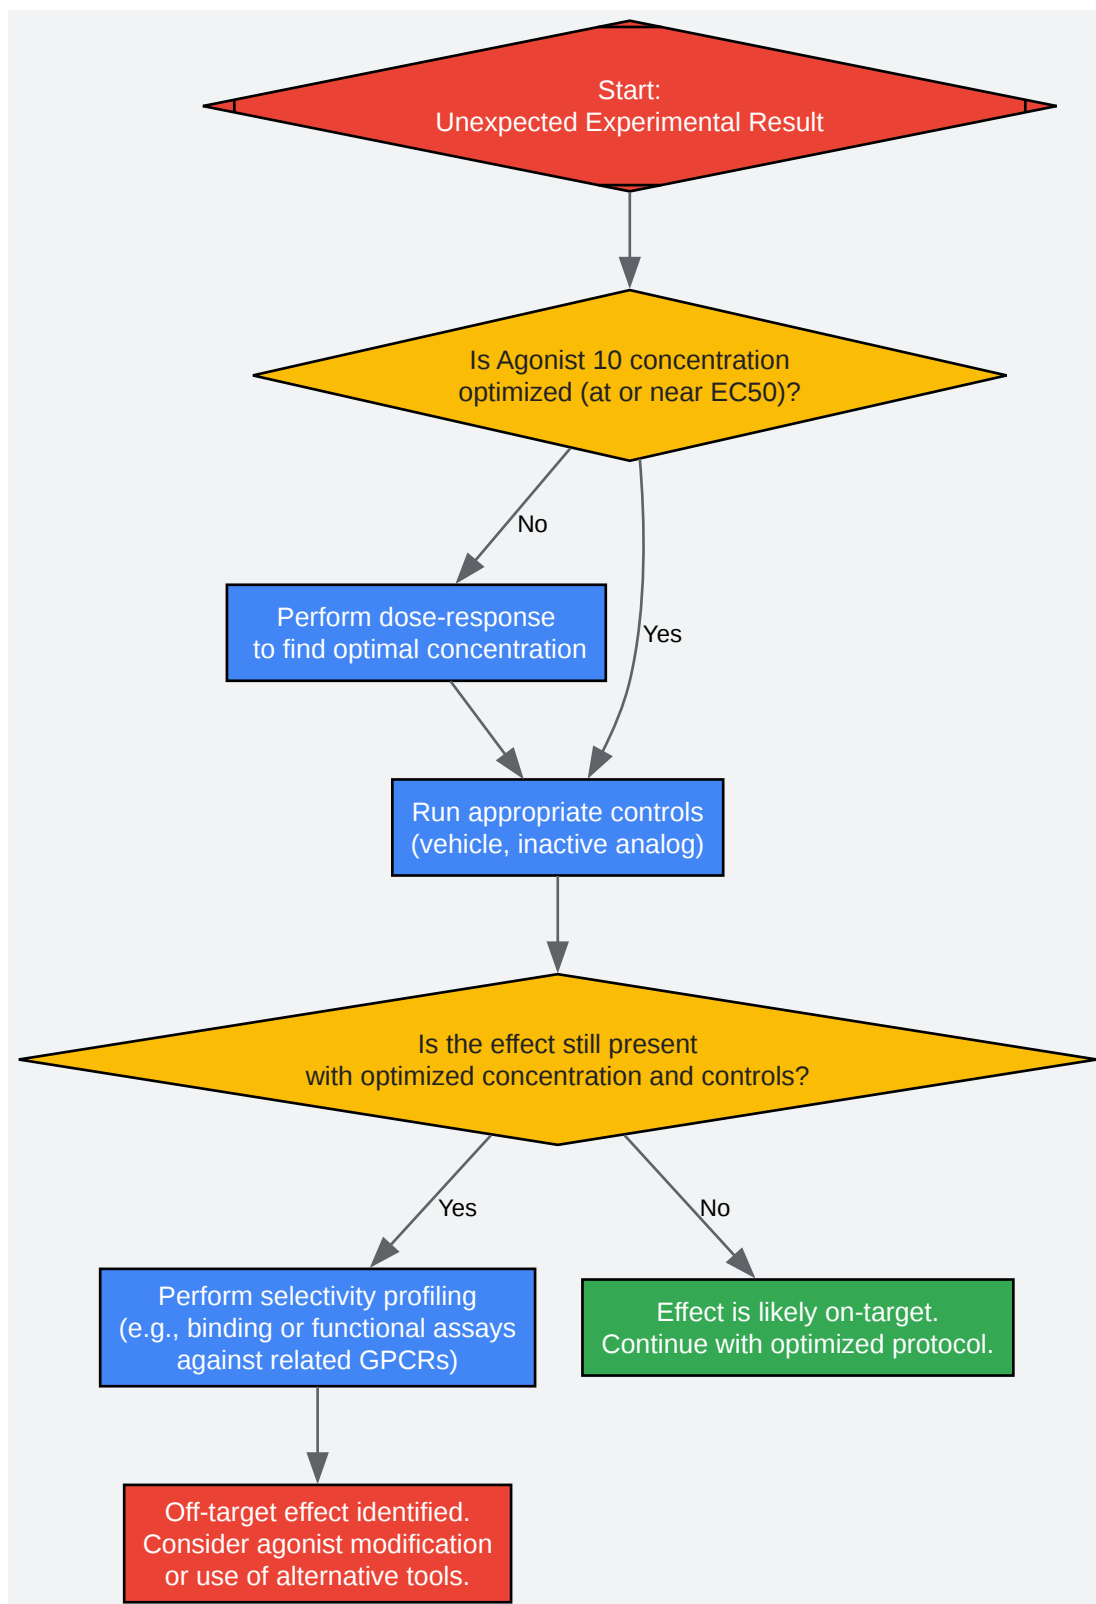 Start:
Unexpected Experimental Result
Is Agonist 10 concentration
optimized (at or near EC50)?
No
Yes
Perform dose-response
to find optimal concentration
Run appropriate controls
(vehicle, inactive analog)
Is the effect still present
with optimized concentration and controls?
Yes
No
Perform selectivity profiling
(e.g., binding or functional assays
against related GPCRs)
Effect is likely on-target.
Continue with optimized protocol.
Off-target effect identified.
Consider agonist modification
or use of alternative tools.